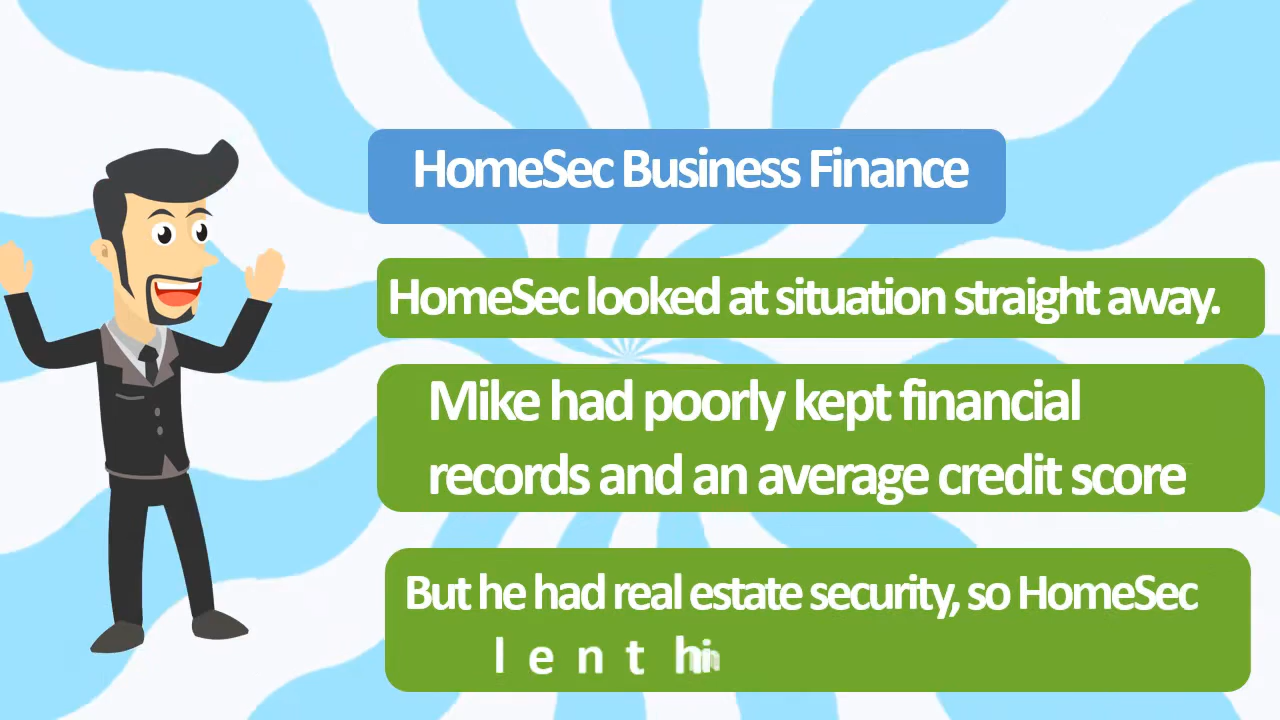 HomeSec Business Finance
HomeSec looked at situation straight away.
Mike had poorly kept financial
records and an average credit score
But he had real estate security, so HomeSec
lent